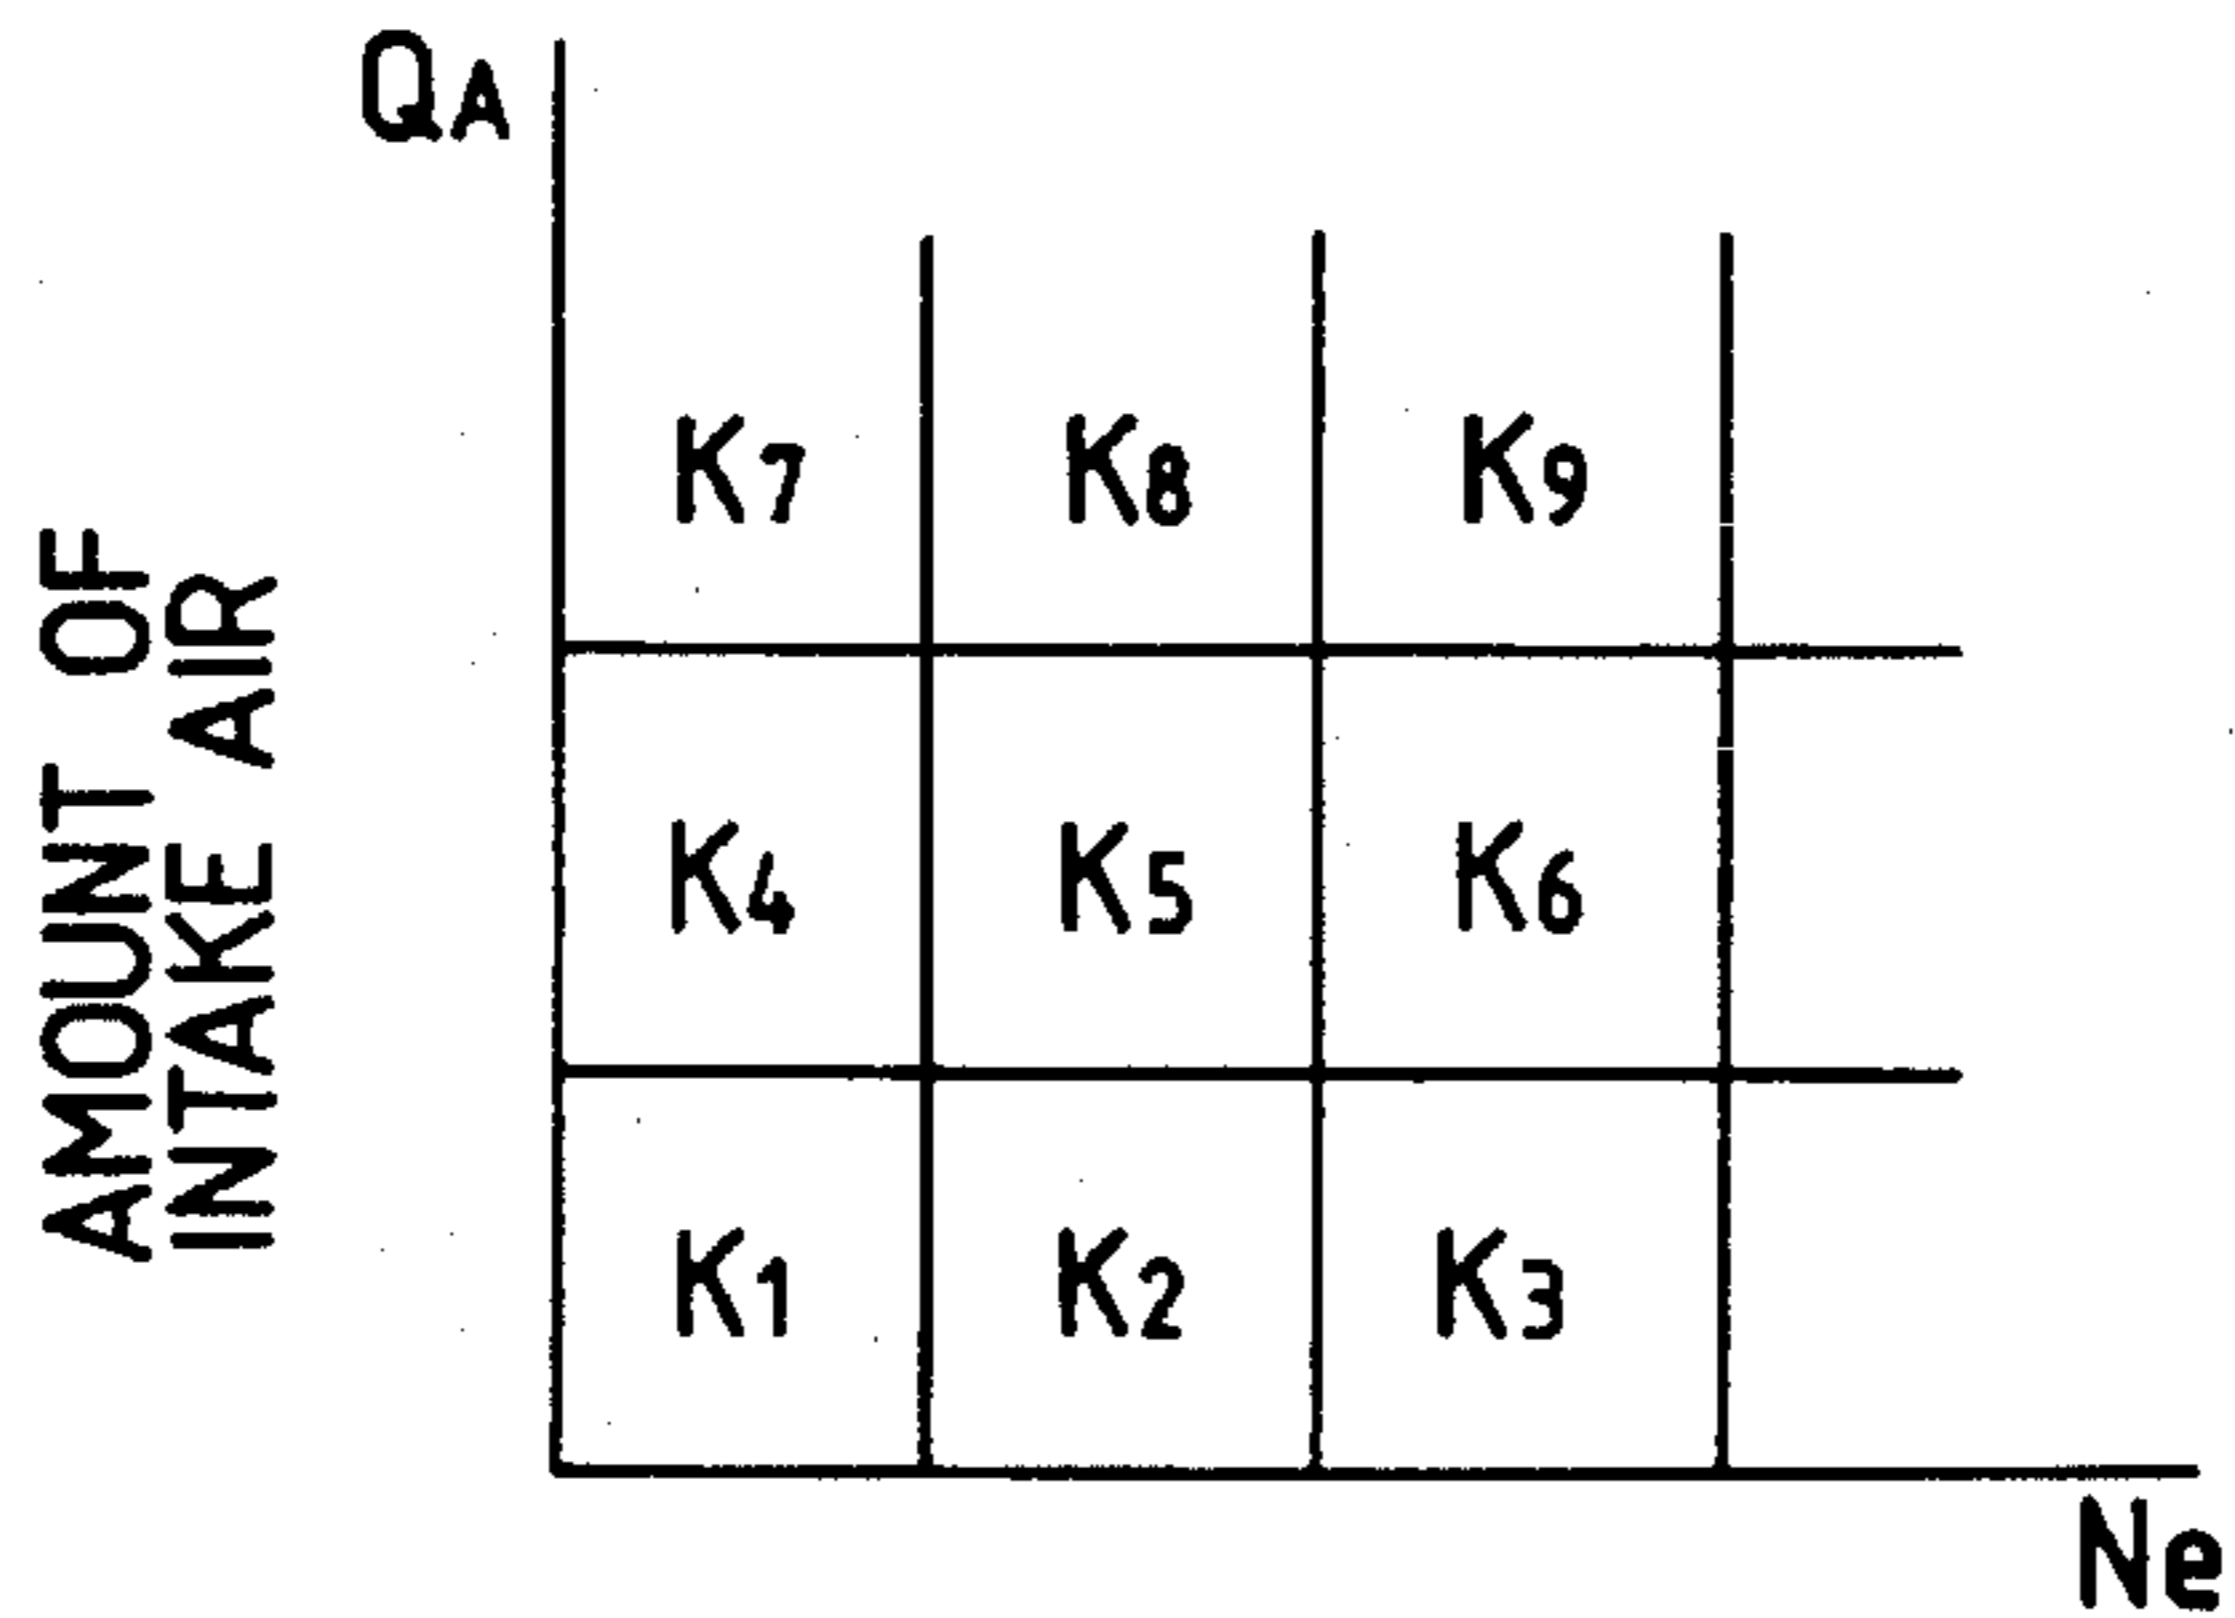 QA
AMOUNT OF
INTAKE AIR
K7 K8 K9
K4 K5 K6
K1 K2 K3
Ne